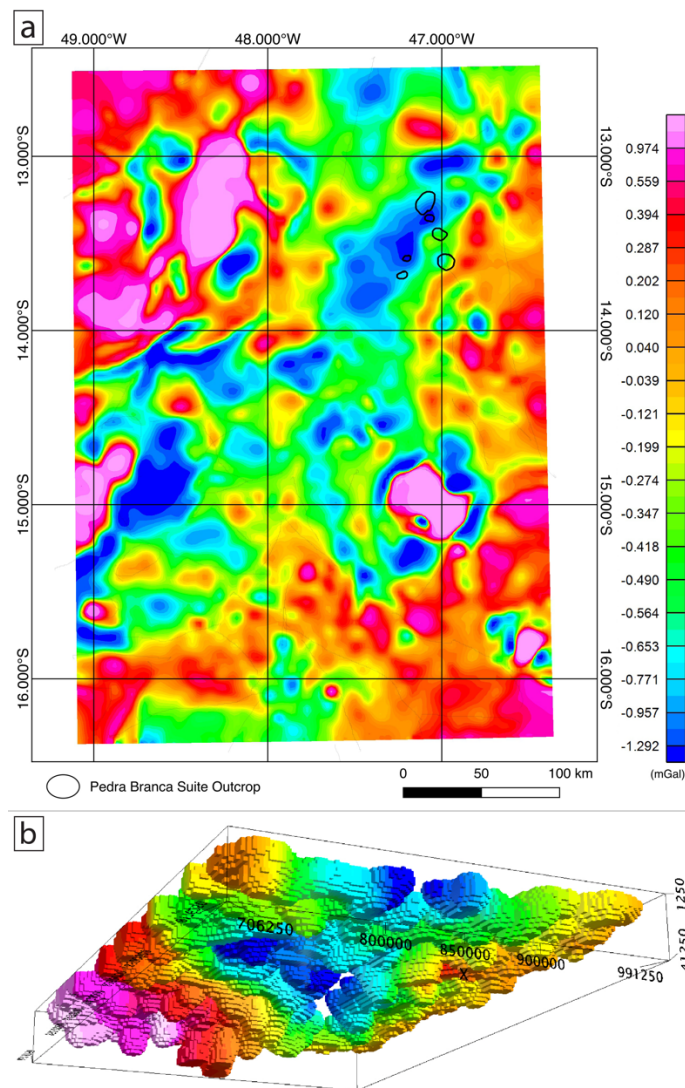 a
49.000°W 48.000°W 47.000°W
13.000°S 13.000°S
14.000°S 14.000°S
15.000°S 15.000°S
16.000°S 16.000°S
0.974
0.559
0.394
0.287
0.202
0.120
0.040
-0.039
-0.121
-0.199
-0.274
-0.347
-0.418
-0.490
-0.564
-0.653
-0.771
-0.957
-1.292
(mGal)
Pedra Branca Suite Outcrop
0 50 100 km
b
706250 800000 850000 900000 991250
X
1250
41250